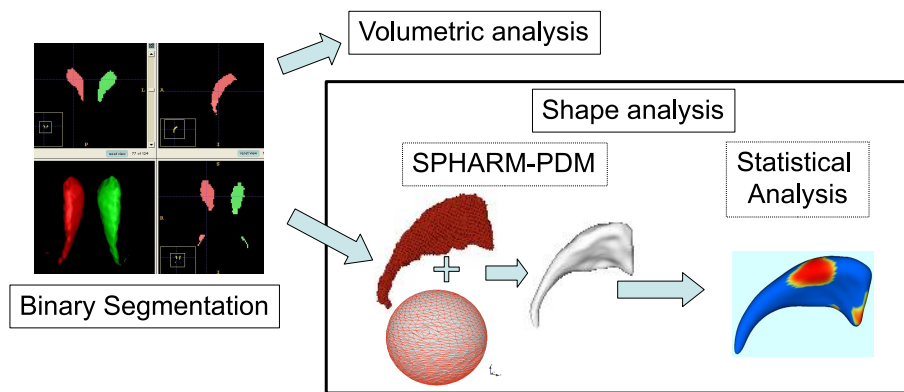 Volumetric analysis
Shape analysis
SPHARM-PDM
Statistical
Analysis
Binary Segmentation
L
A
P
I
R
S